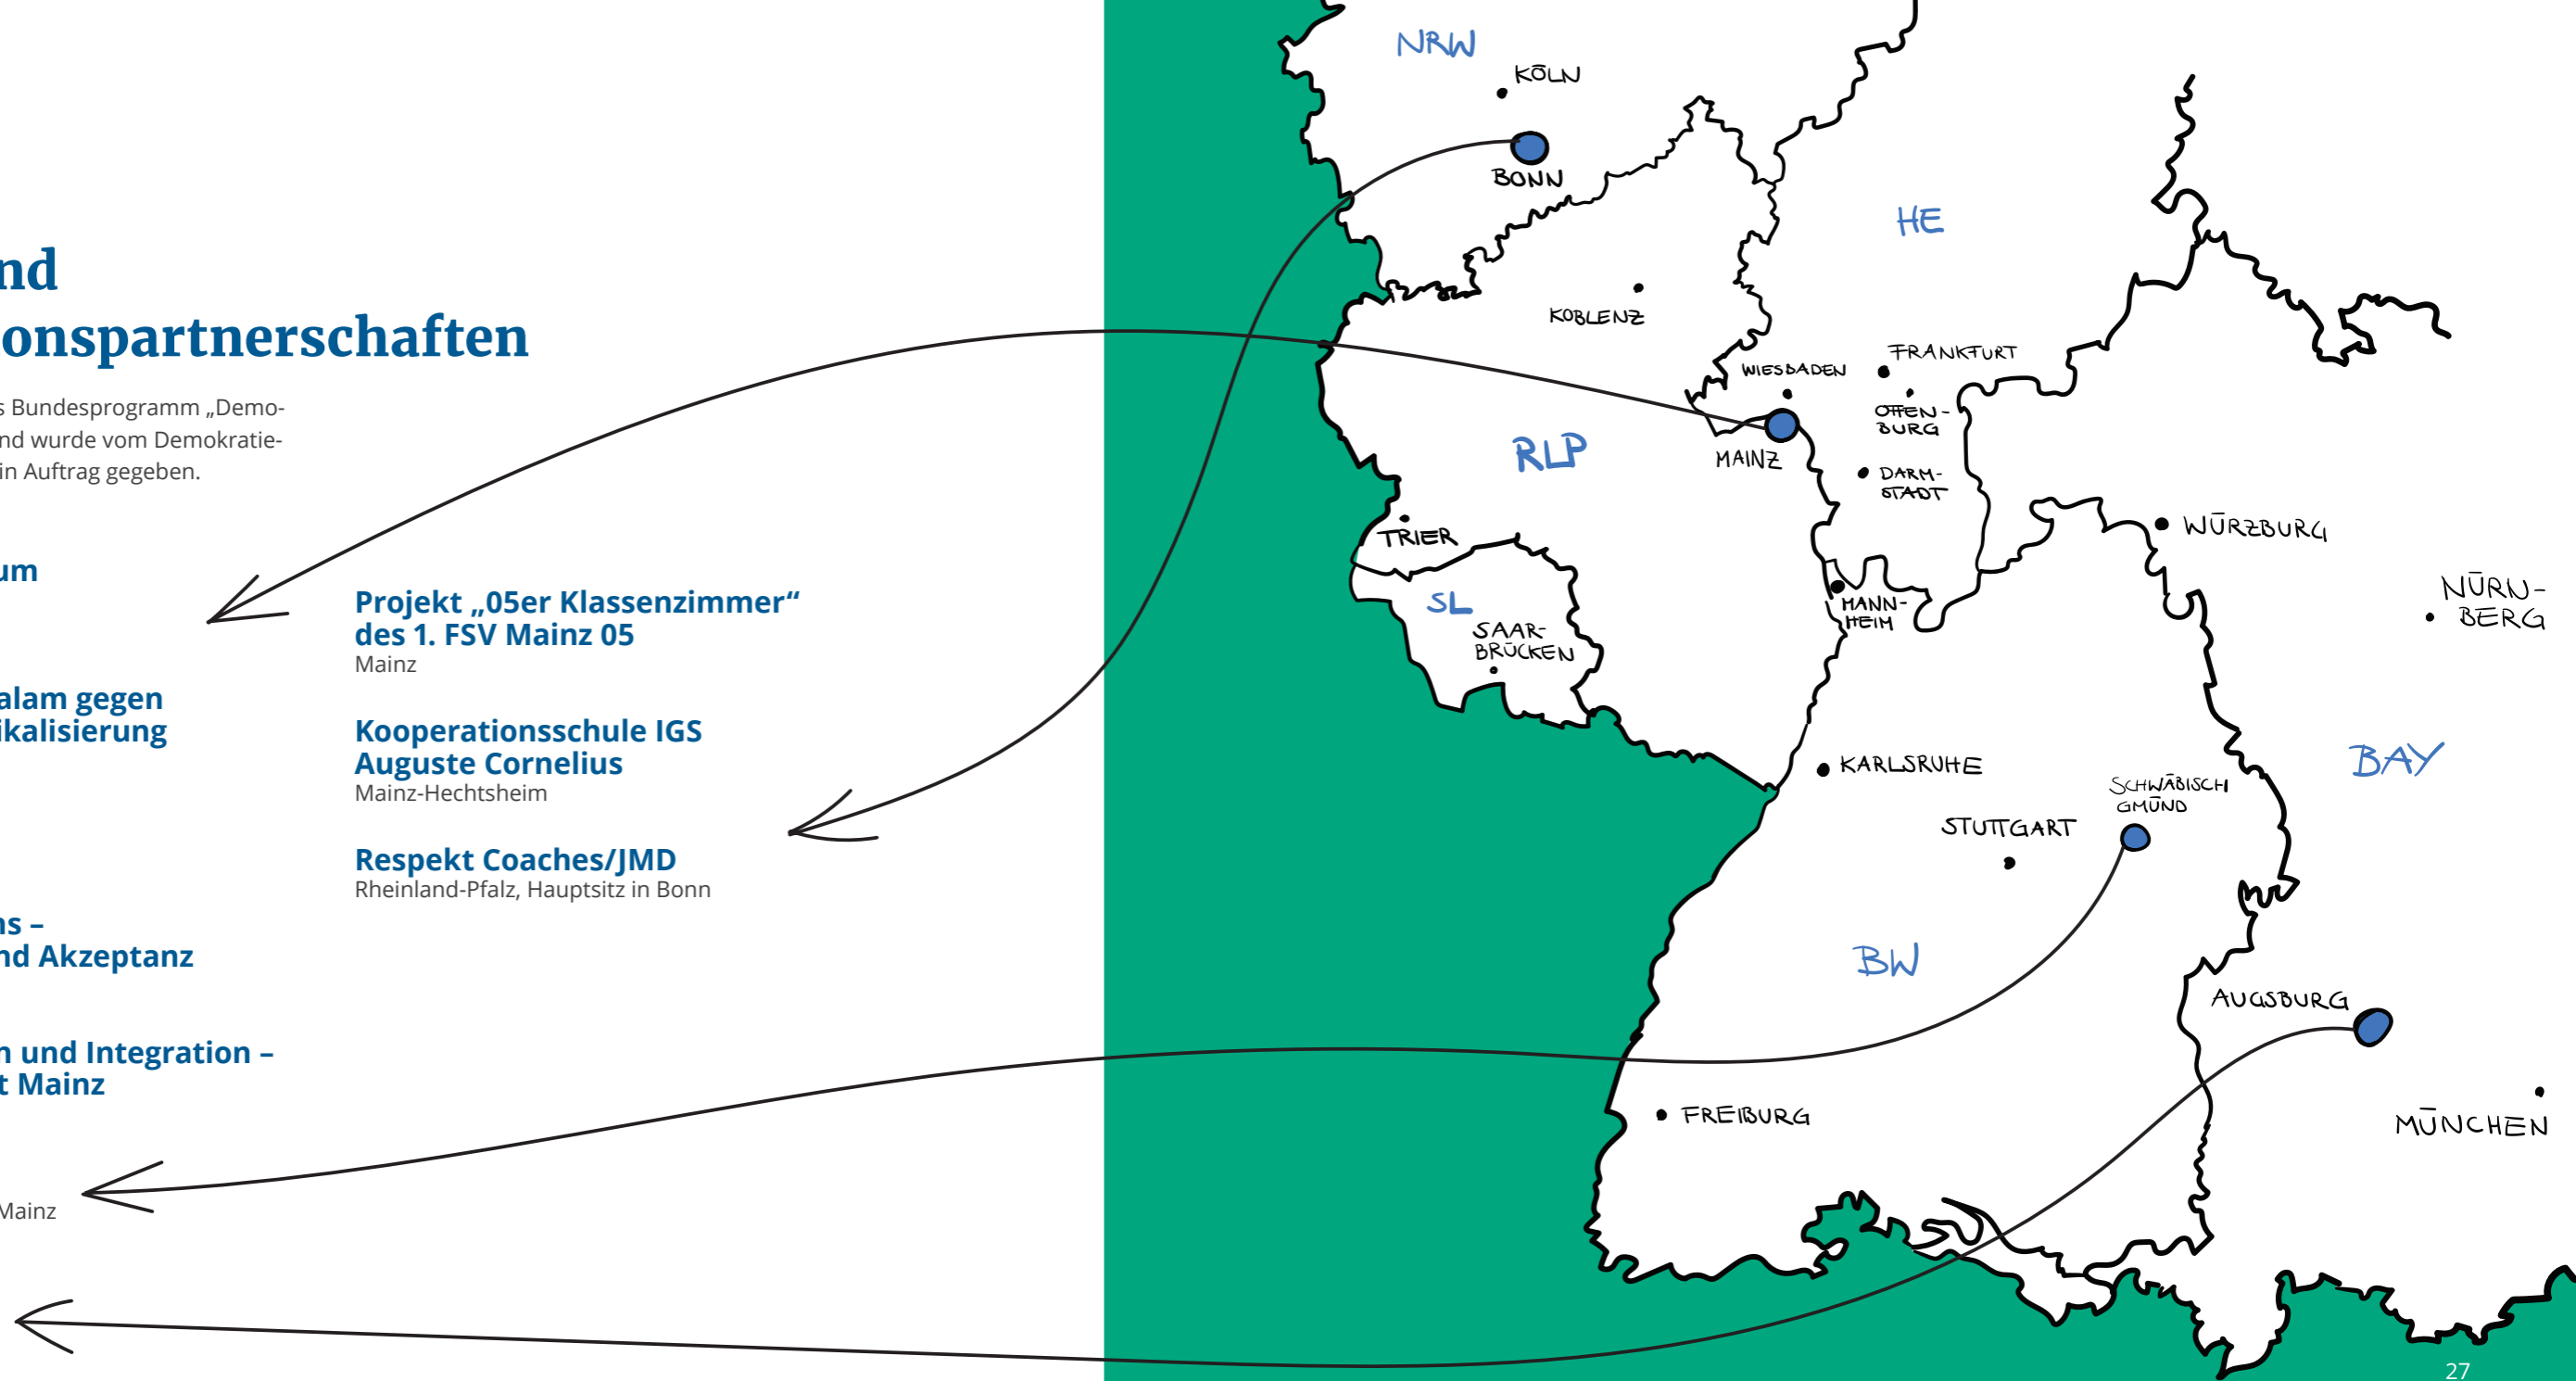 nd
onspartnerschaften
s Bundesprogramm „Demo-
nd wurde vom Demokratie-
in Auftrag gegeben.
um
alam gegen
ikalisierung
ns –
nd Akzeptanz
n und Integration –
t Mainz
Mainz
Projekt „05er Klassenzimmer“
des 1. FSV Mainz 05
Mainz
Kooperationsschule IGS
Auguste Cornelius
Mainz-Hechtsheim
Respekt Coaches/JMD
Rheinland-Pfalz, Hauptsitz in Bonn
NRW
KÖLN
BONN
HE
KOBLENZ
FRANKFURT
WIESBADEN
OFFEN-
BURG
RLP
MAINZ
DARM-
STADT
TRIER
WÜRZBURG
SL
MANN-
HEIM
NÜRN-
BERG
SAAR-
BRÜCKEN
BAY
KARLSRUHE
SCHWÄBISCH
GMÜND
STUTTGART
BW
AUGSBURG
FREIBURG
MÜNCHEN
27